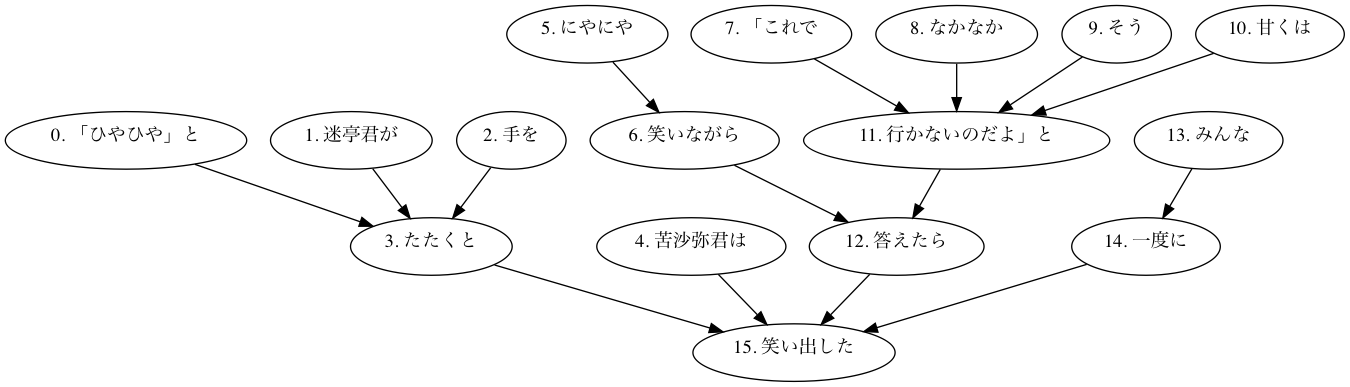 5. にやにや
7. 「これで
8. なかなか
9. そう
10. 甘くは
0. 「ひやひや」と
1. 迷亭君が
2. 手を
6. 笑いながら
11. 行かないのだよ」と
13. みんな
3. たたくと
4. 苦沙弥君は
12. 答えたら
14. 一度に
15. 笑い出した